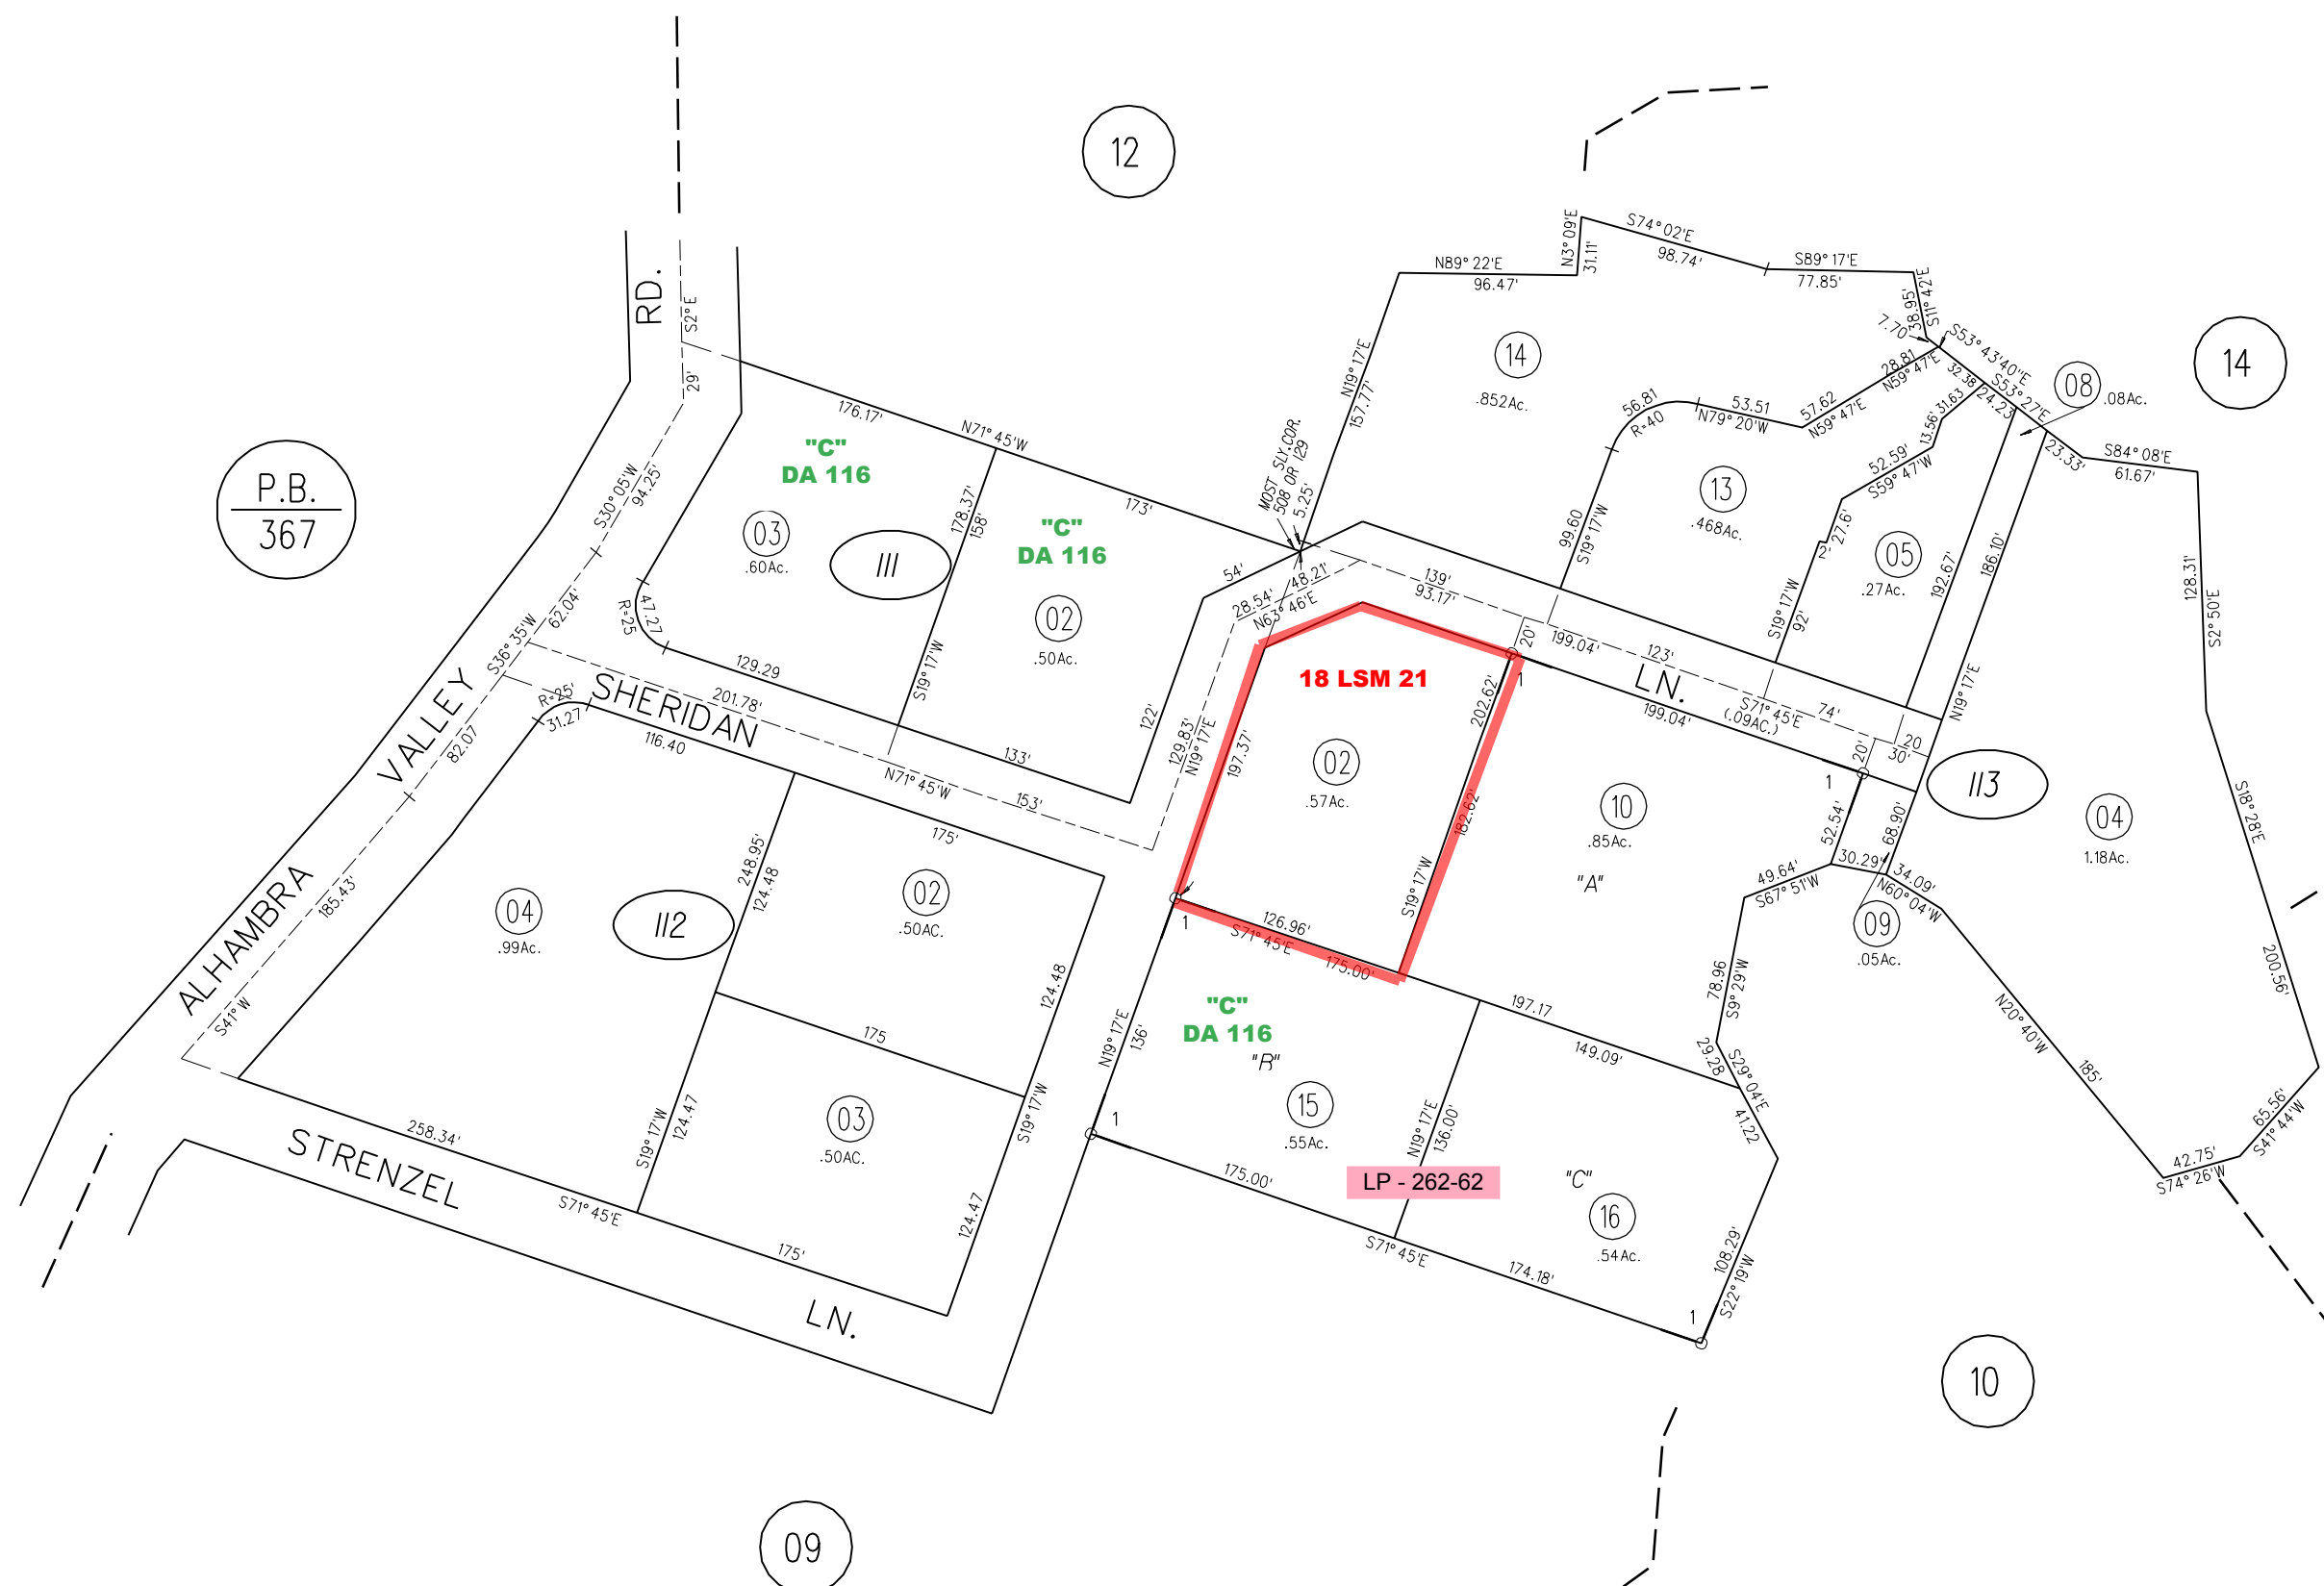 12
14
P.B.
367
09
10
RD.
VALLEY
ALHAMBRA
S2°E
29'
S30°05'W
94.25'
S36°35'W
62.04'
82.07
185.43'
S41°W
176.17'
N71°45'W
173'
"C"
DA 116
03
.60Ac.
111
178.37'
158'
S19°17'W
"C"
DA 116
02
.50Ac.
47.27
R=25
129.29
133'
122'
54'
MOST SLY.COR.
508 OR 129
5.25'
SHERIDAN
LN.
201.78'
N71°45'W
153'
129.83'
N19°17'E
28.54'
48.21'
N63°46'E
139'
93.17'
20'
199.04'
123'
S71°45'E
(.09AC.)
74'
20
30'
20'
199.04'
R=25'
31.27
116.40
175'
248.95'
124.48
04
.99Ac.
112
02
.50AC.
124.48
175
S19°17'W
124.47
03
.50AC.
S19°17'W
124.47
258.34'
S71°45'E
175'
STRENZEL
LN.
N89°22'E
96.47'
N3°09'E
31.11'
S74°02'E
98.74'
S89°17'E
77.85'
S11°42'E
38.95'
7.70
S53°43'40"E
N19°17'E
157.77'
14
.852Ac.
56.81
R=40
53.51
N79°20'W
57.62
N59°47'E
28.81
N59°47'E
32.38
S53°27'E
24.23
31.63
13.56'
08
.08Ac.
23.33'
S84°08'E
61.67'
99.60
S19°17'W
13
.468Ac.
52.59'
S59°47'W
27.6'
2'
S19°17'W
92'
05
.27Ac.
192.67'
186.10'
N19°17'E
128.31'
S2°50'E
S18°28'E
200.56'
18 LSM 21
197.37'
202.62'
182.62'
S19°17'W
02
.57Ac.
1
1
126.96'
S71°45'E
175.00'
10
.85Ac.
"A"
1
113
52.54'
68.90'
30.29'
34.09'
N60°04'W
49.64'
S67°51'W
09
.05Ac.
04
1.18Ac.
78.96
S9°29'W
29.28
S29°04'E
41.22
N20°40'W
185'
42.75'
S74°26'W
65.56'
S41°44'W
N19°17'E
136'
"C"
DA 116
"B"
15
.55Ac.
1
197.17
149.09'
N19°17'E
136.00'
LP - 262-62
"C"
16
.54Ac.
175.00'
S71°45'E
174.18'
1
108.29'
S22°19'W